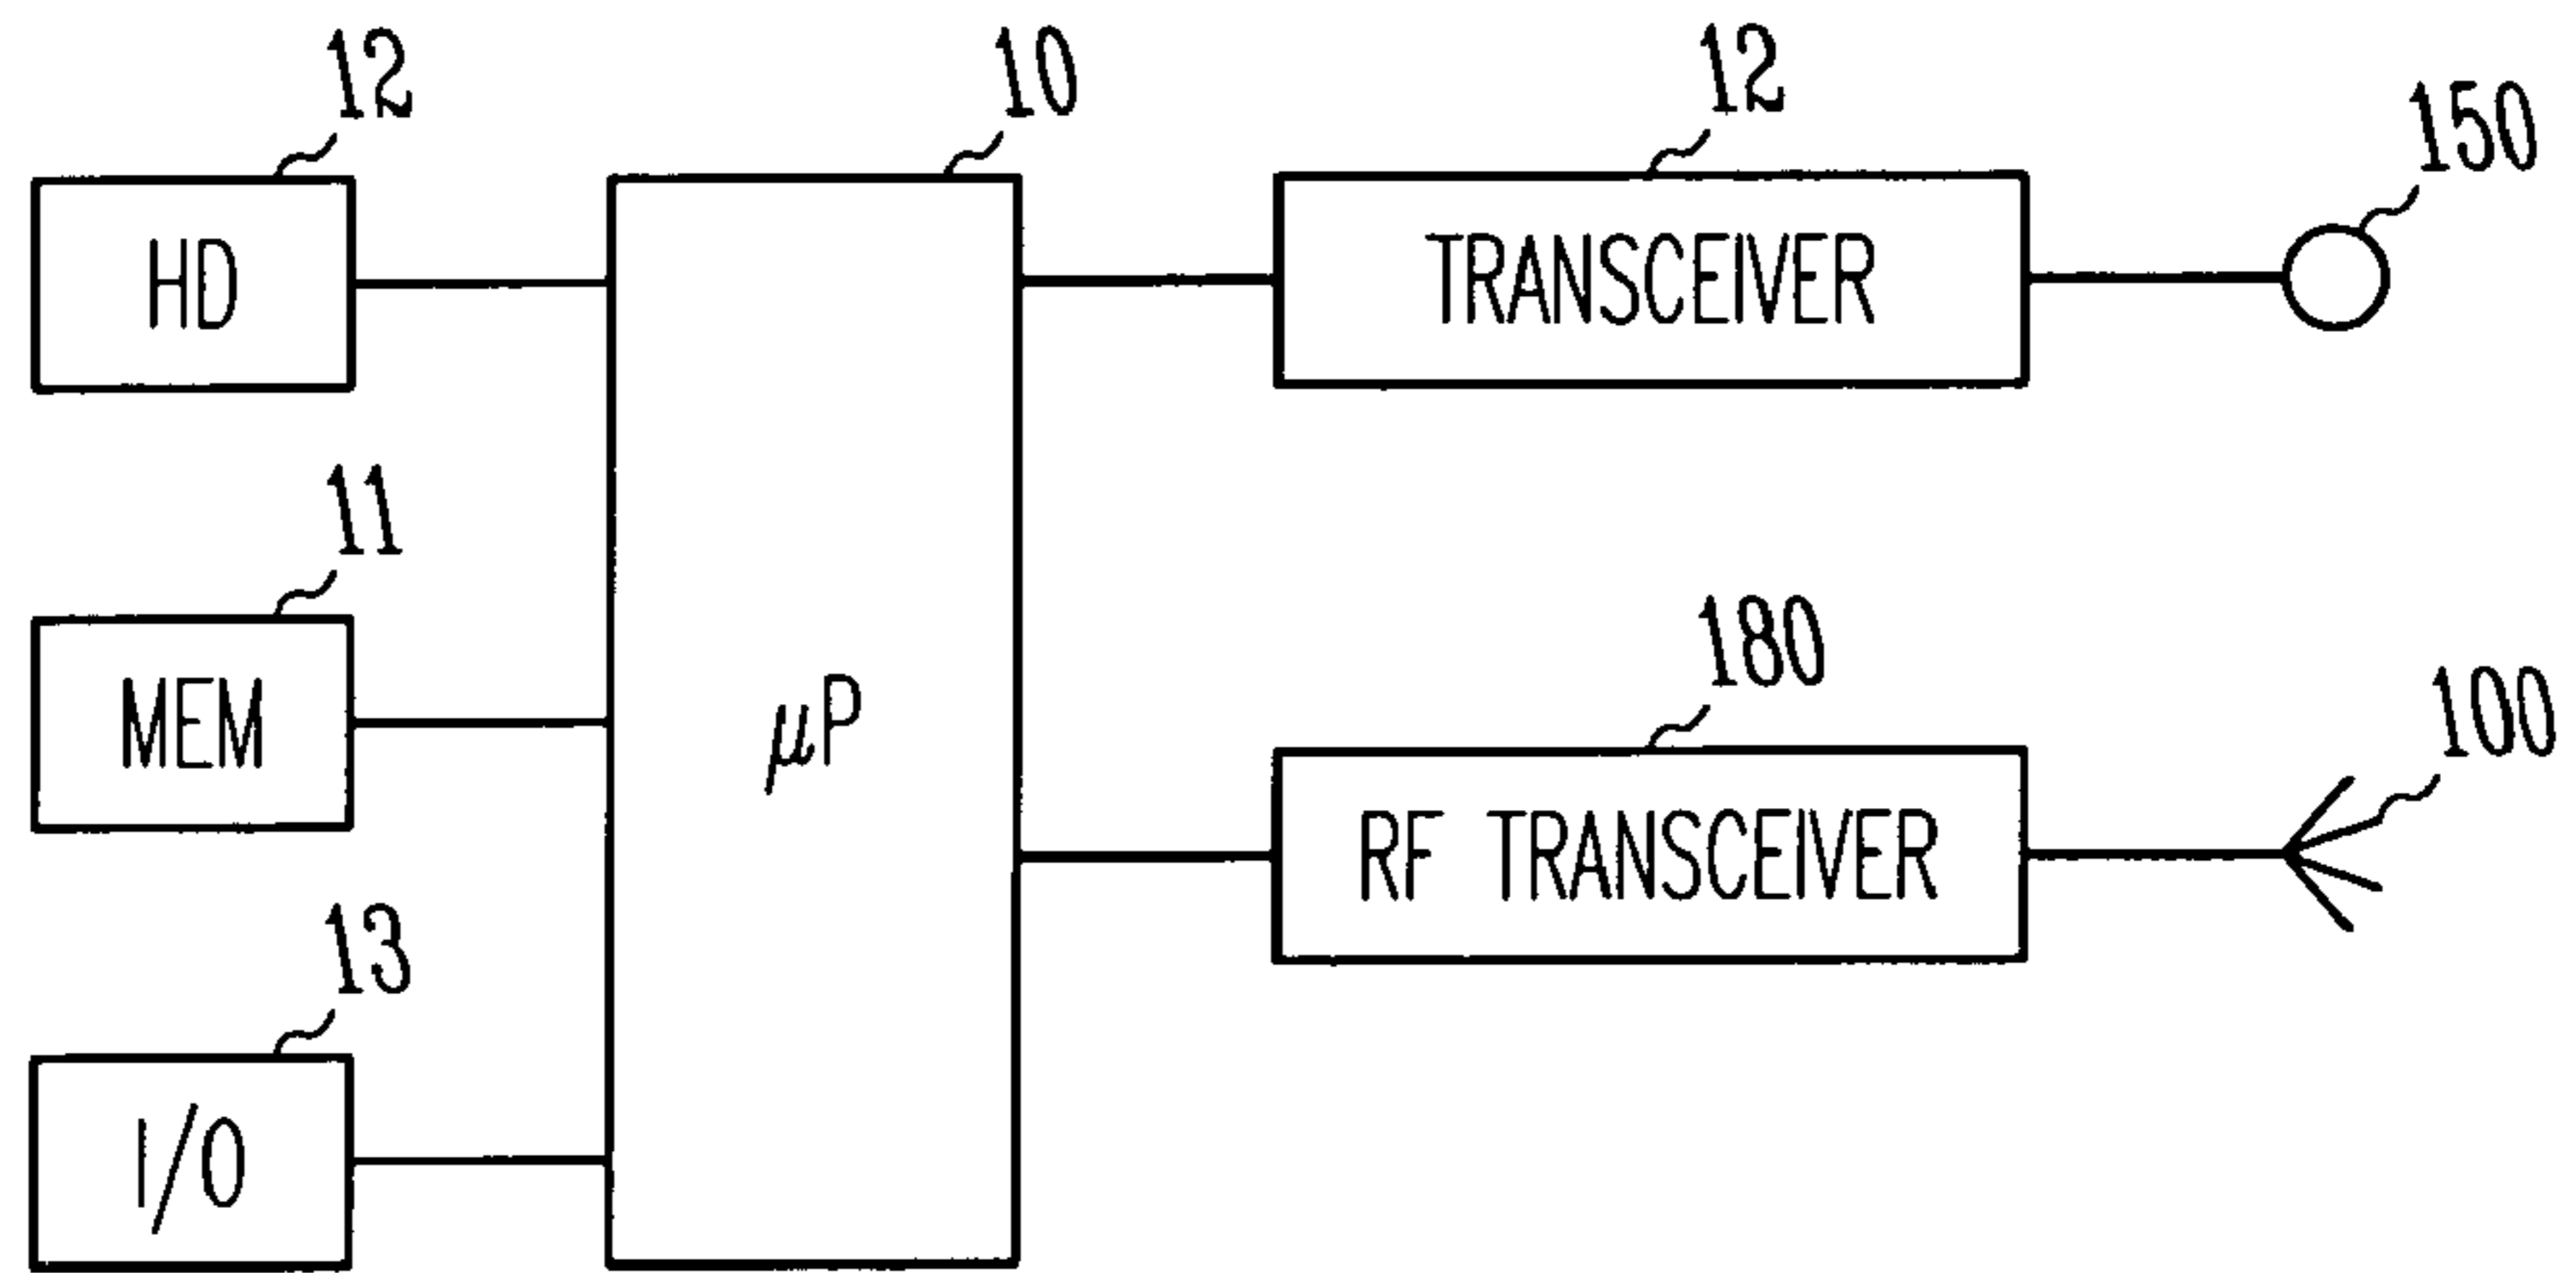 12
10
12
150
HD
TRANSCEIVER
11
180
100
MEM
μP
RF TRANSCEIVER
13
I/O